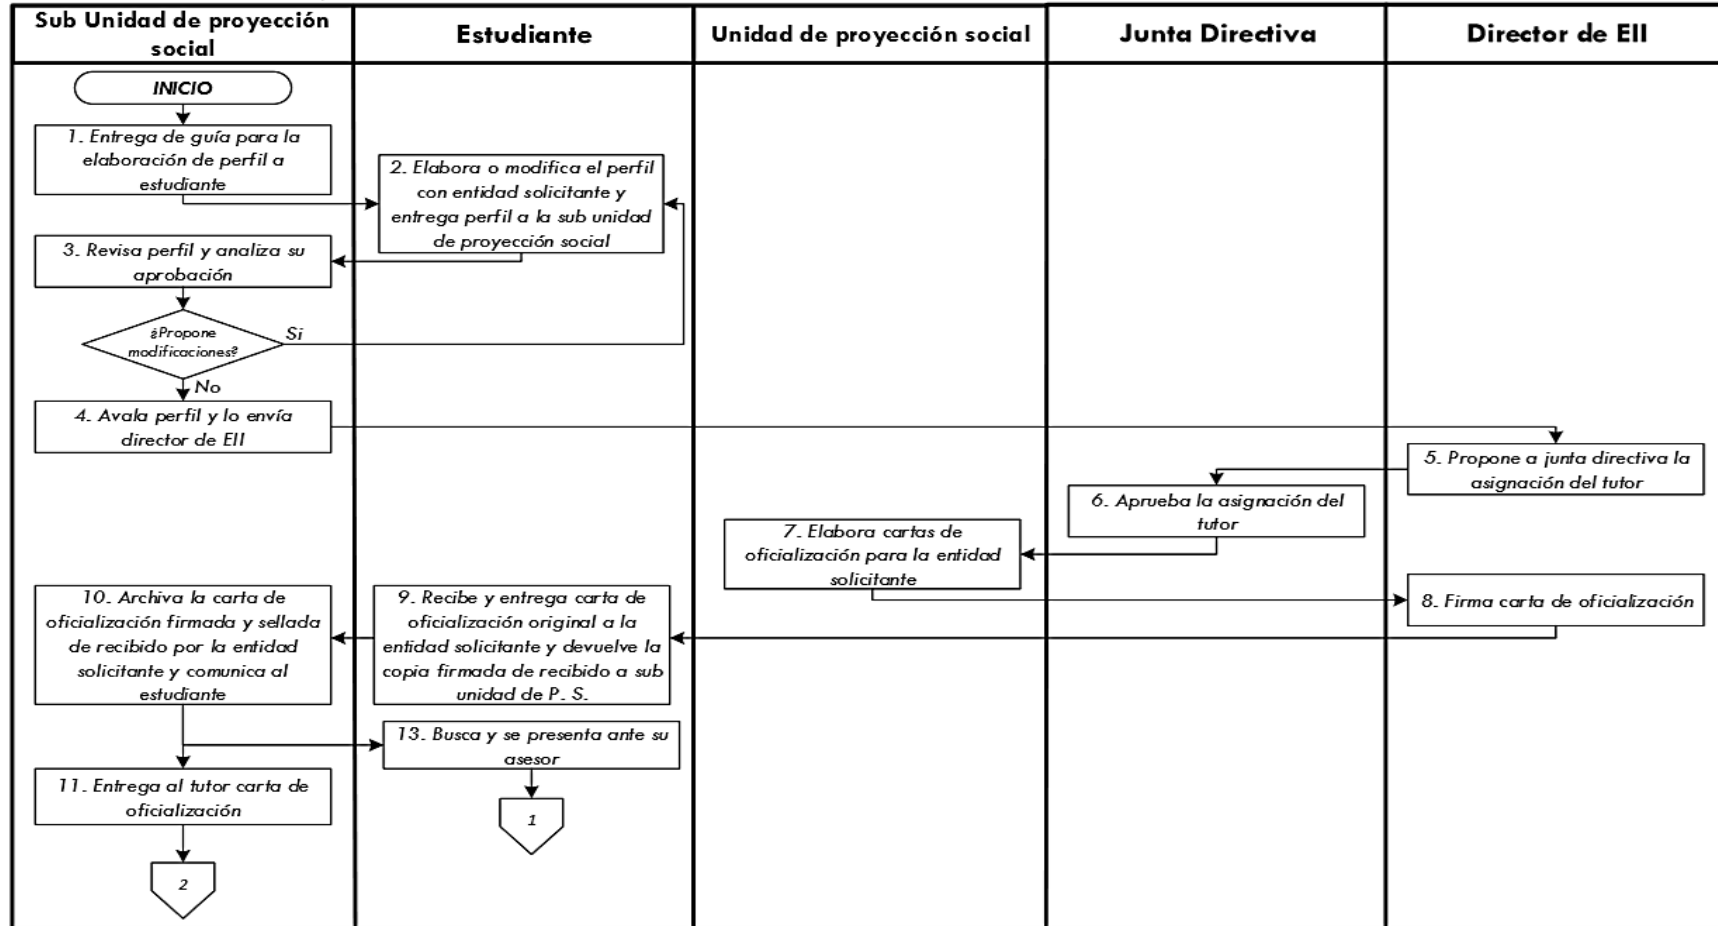 Sub Unidad de proyección
social
Estudiante
Unidad de proyección social
Junta Directiva
Director de EII
INICIO
1. Entrega de guía para la
elaboración de perfil a
estudiante
2. Elabora o modifica el perfil
con entidad solicitante y
entrega perfil a la sub unidad
de proyección social
3. Revisa perfil y analiza su
aprobación
¿Propone
modificaciones?
Si
No
4. Avala perfil y lo envía
director de EII
5. Propone a junta directiva la
asignación del tutor
6. Aprueba la asignación del
tutor
7. Elabora cartas de
oficialización para la entidad
solicitante
8. Firma carta de oficialización
9. Recibe y entrega carta de
oficialización original a la
entidad solicitante y devuelve la
copia firmada de recibido a sub
unidad de P. S.
10. Archiva la carta de
oficialización firmada y sellada
de recibido por la entidad
solicitante y comunica al
estudiante
13. Busca y se presenta ante su
asesor
11. Entrega al tutor carta de
oficialización
1
2